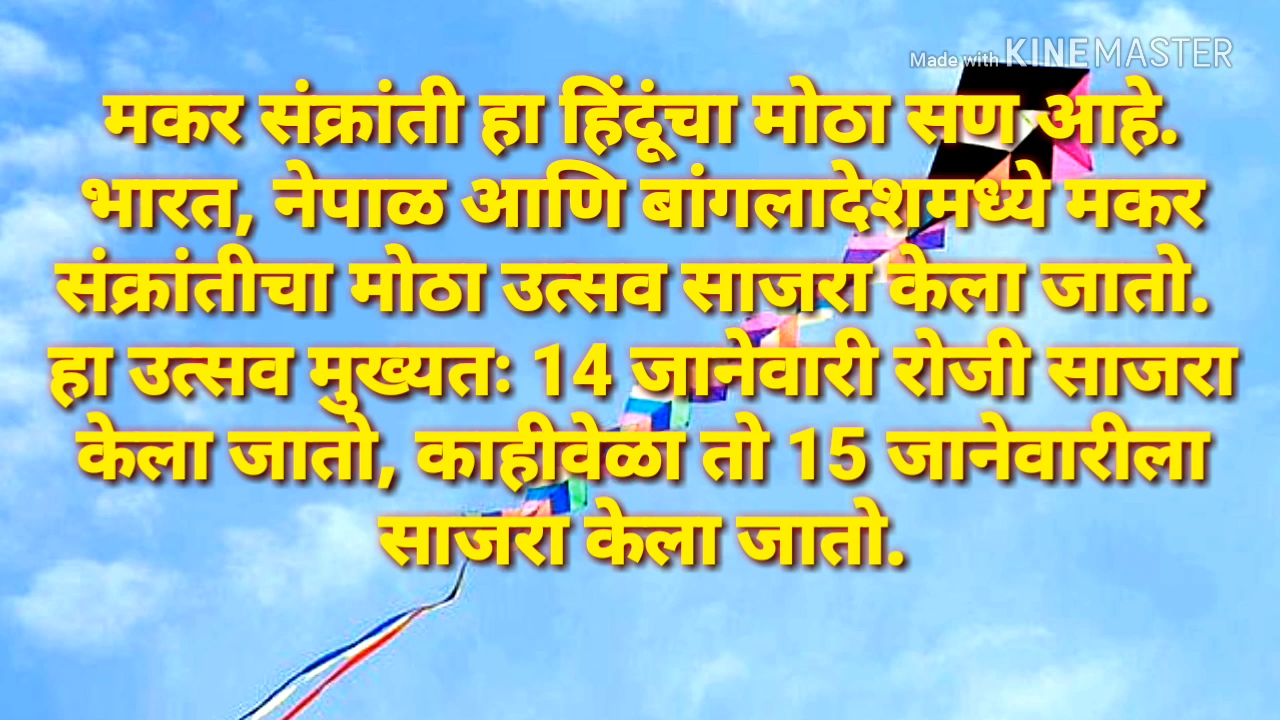 Made with KINEMASTER
मकर संक्रांती हा हिंदूंचा मोठा सण आहे.
भारत, नेपाळ आणि बांगलादेशमध्ये मकर
संक्रांतीचा मोठा उत्सव साजरा केला जातो.
हा उत्सव मुख्यतः 14 जानेवारी रोजी साजरा
केला जातो, काहीवेळा तो 15 जानेवारीला
साजरा केला जातो.